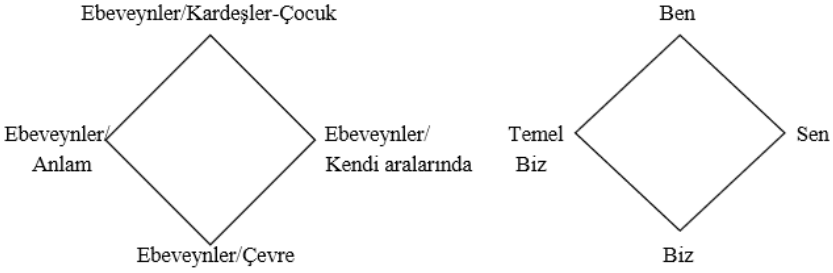 Ebeveynler/Kardeşler-Çocuk
Ebeveynler/
Anlam
Ebeveynler/
Kendi aralarında
Ebeveynler/Çevre
Ben
Temel
Biz
Sen
Biz